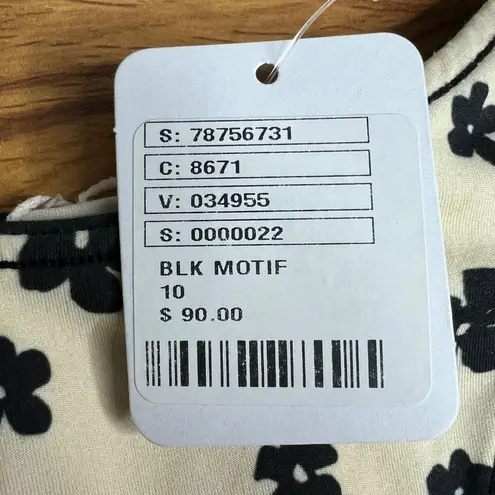 S: 78756731
C: 8671
V: 034955
S: 0000022
BLK MOTIF
10
$ 90.00